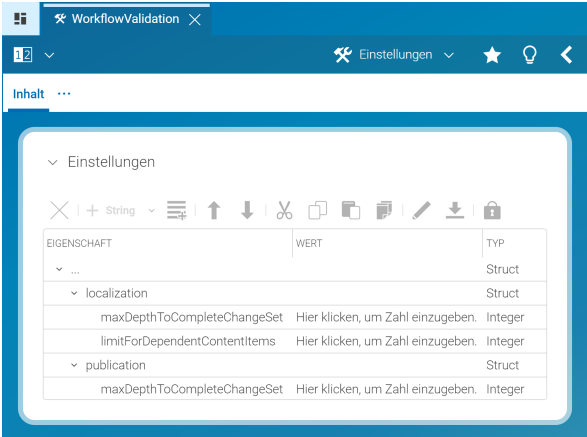 WorkflowValidation
12
Einstellungen
Inhalt ...
Einstellungen
String
EIGENSCHAFT WERT TYP
... Struct
localization Struct
maxDepthToCompleteChangeSet Hier klicken, um Zahl einzugeben. Integer
limitForDependentContentItems Hier klicken, um Zahl einzugeben. Integer
publication Struct
maxDepthToCompleteChangeSet Hier klicken, um Zahl einzugeben. Integer